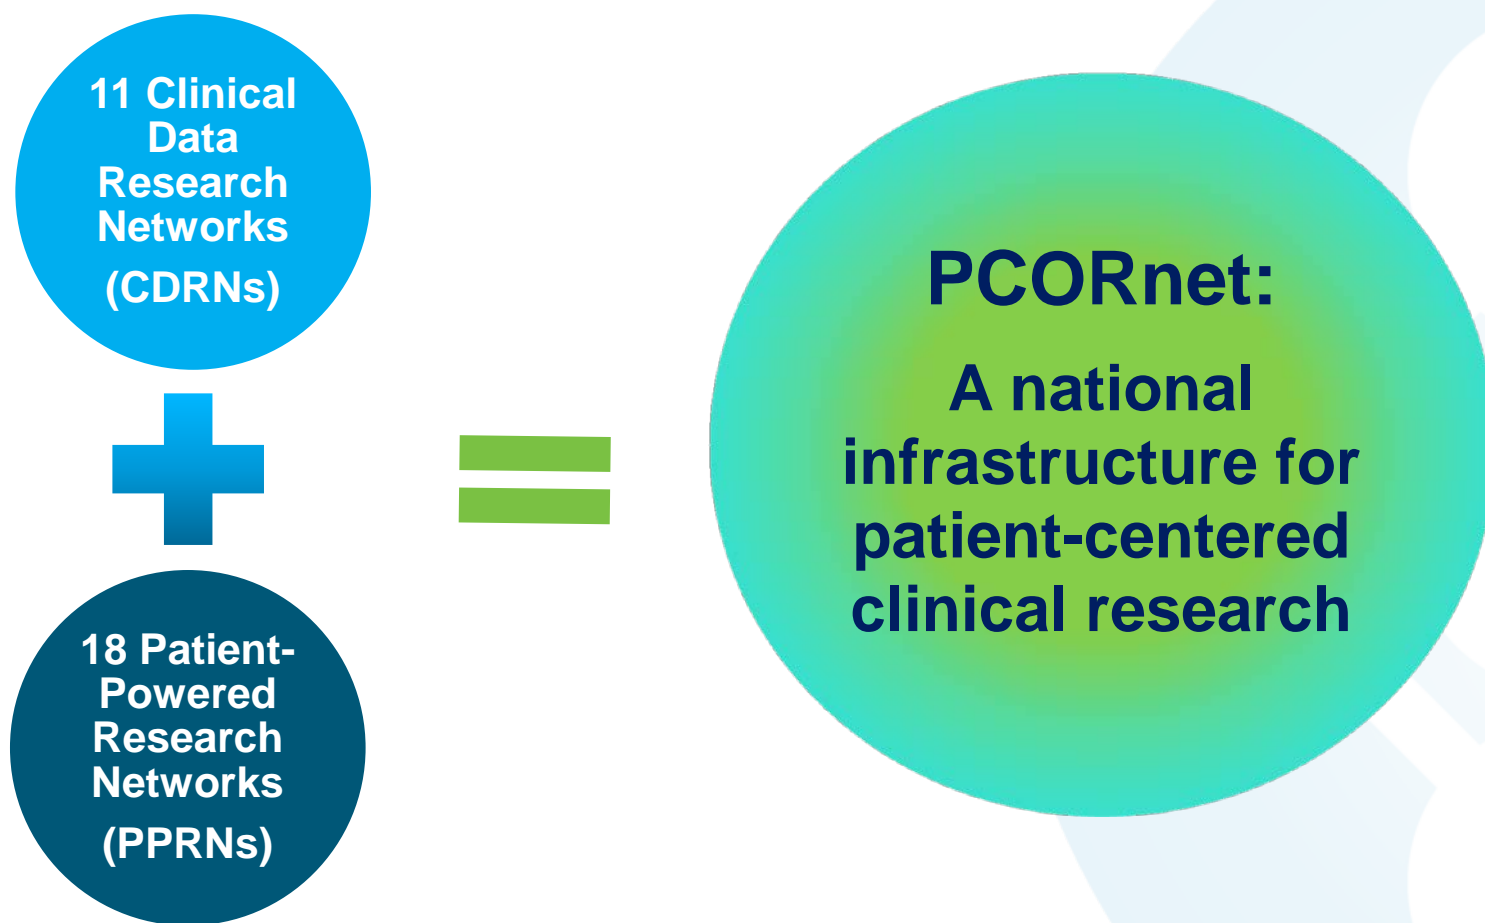 11 Clinical
Data
Research
Networks
(CDRNs)
18 Patient-
Powered
Research
Networks
(PPRNs)
PCORnet:
A national
infrastructure for
patient-centered
clinical research